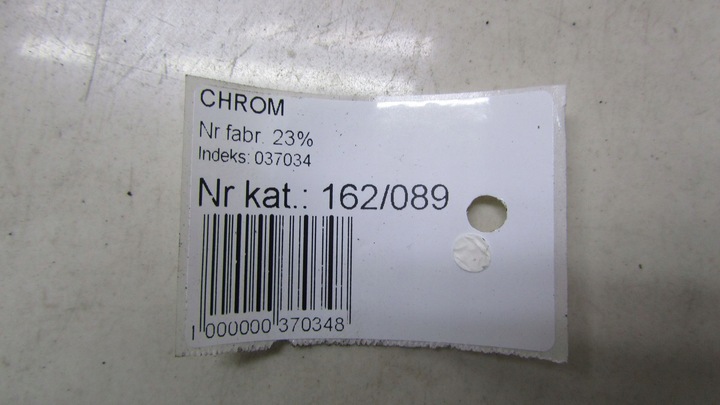 CHROM
Nr fabr. 23%
Indeks: 037034
Nr kat.: 162/089
1 000000 370348